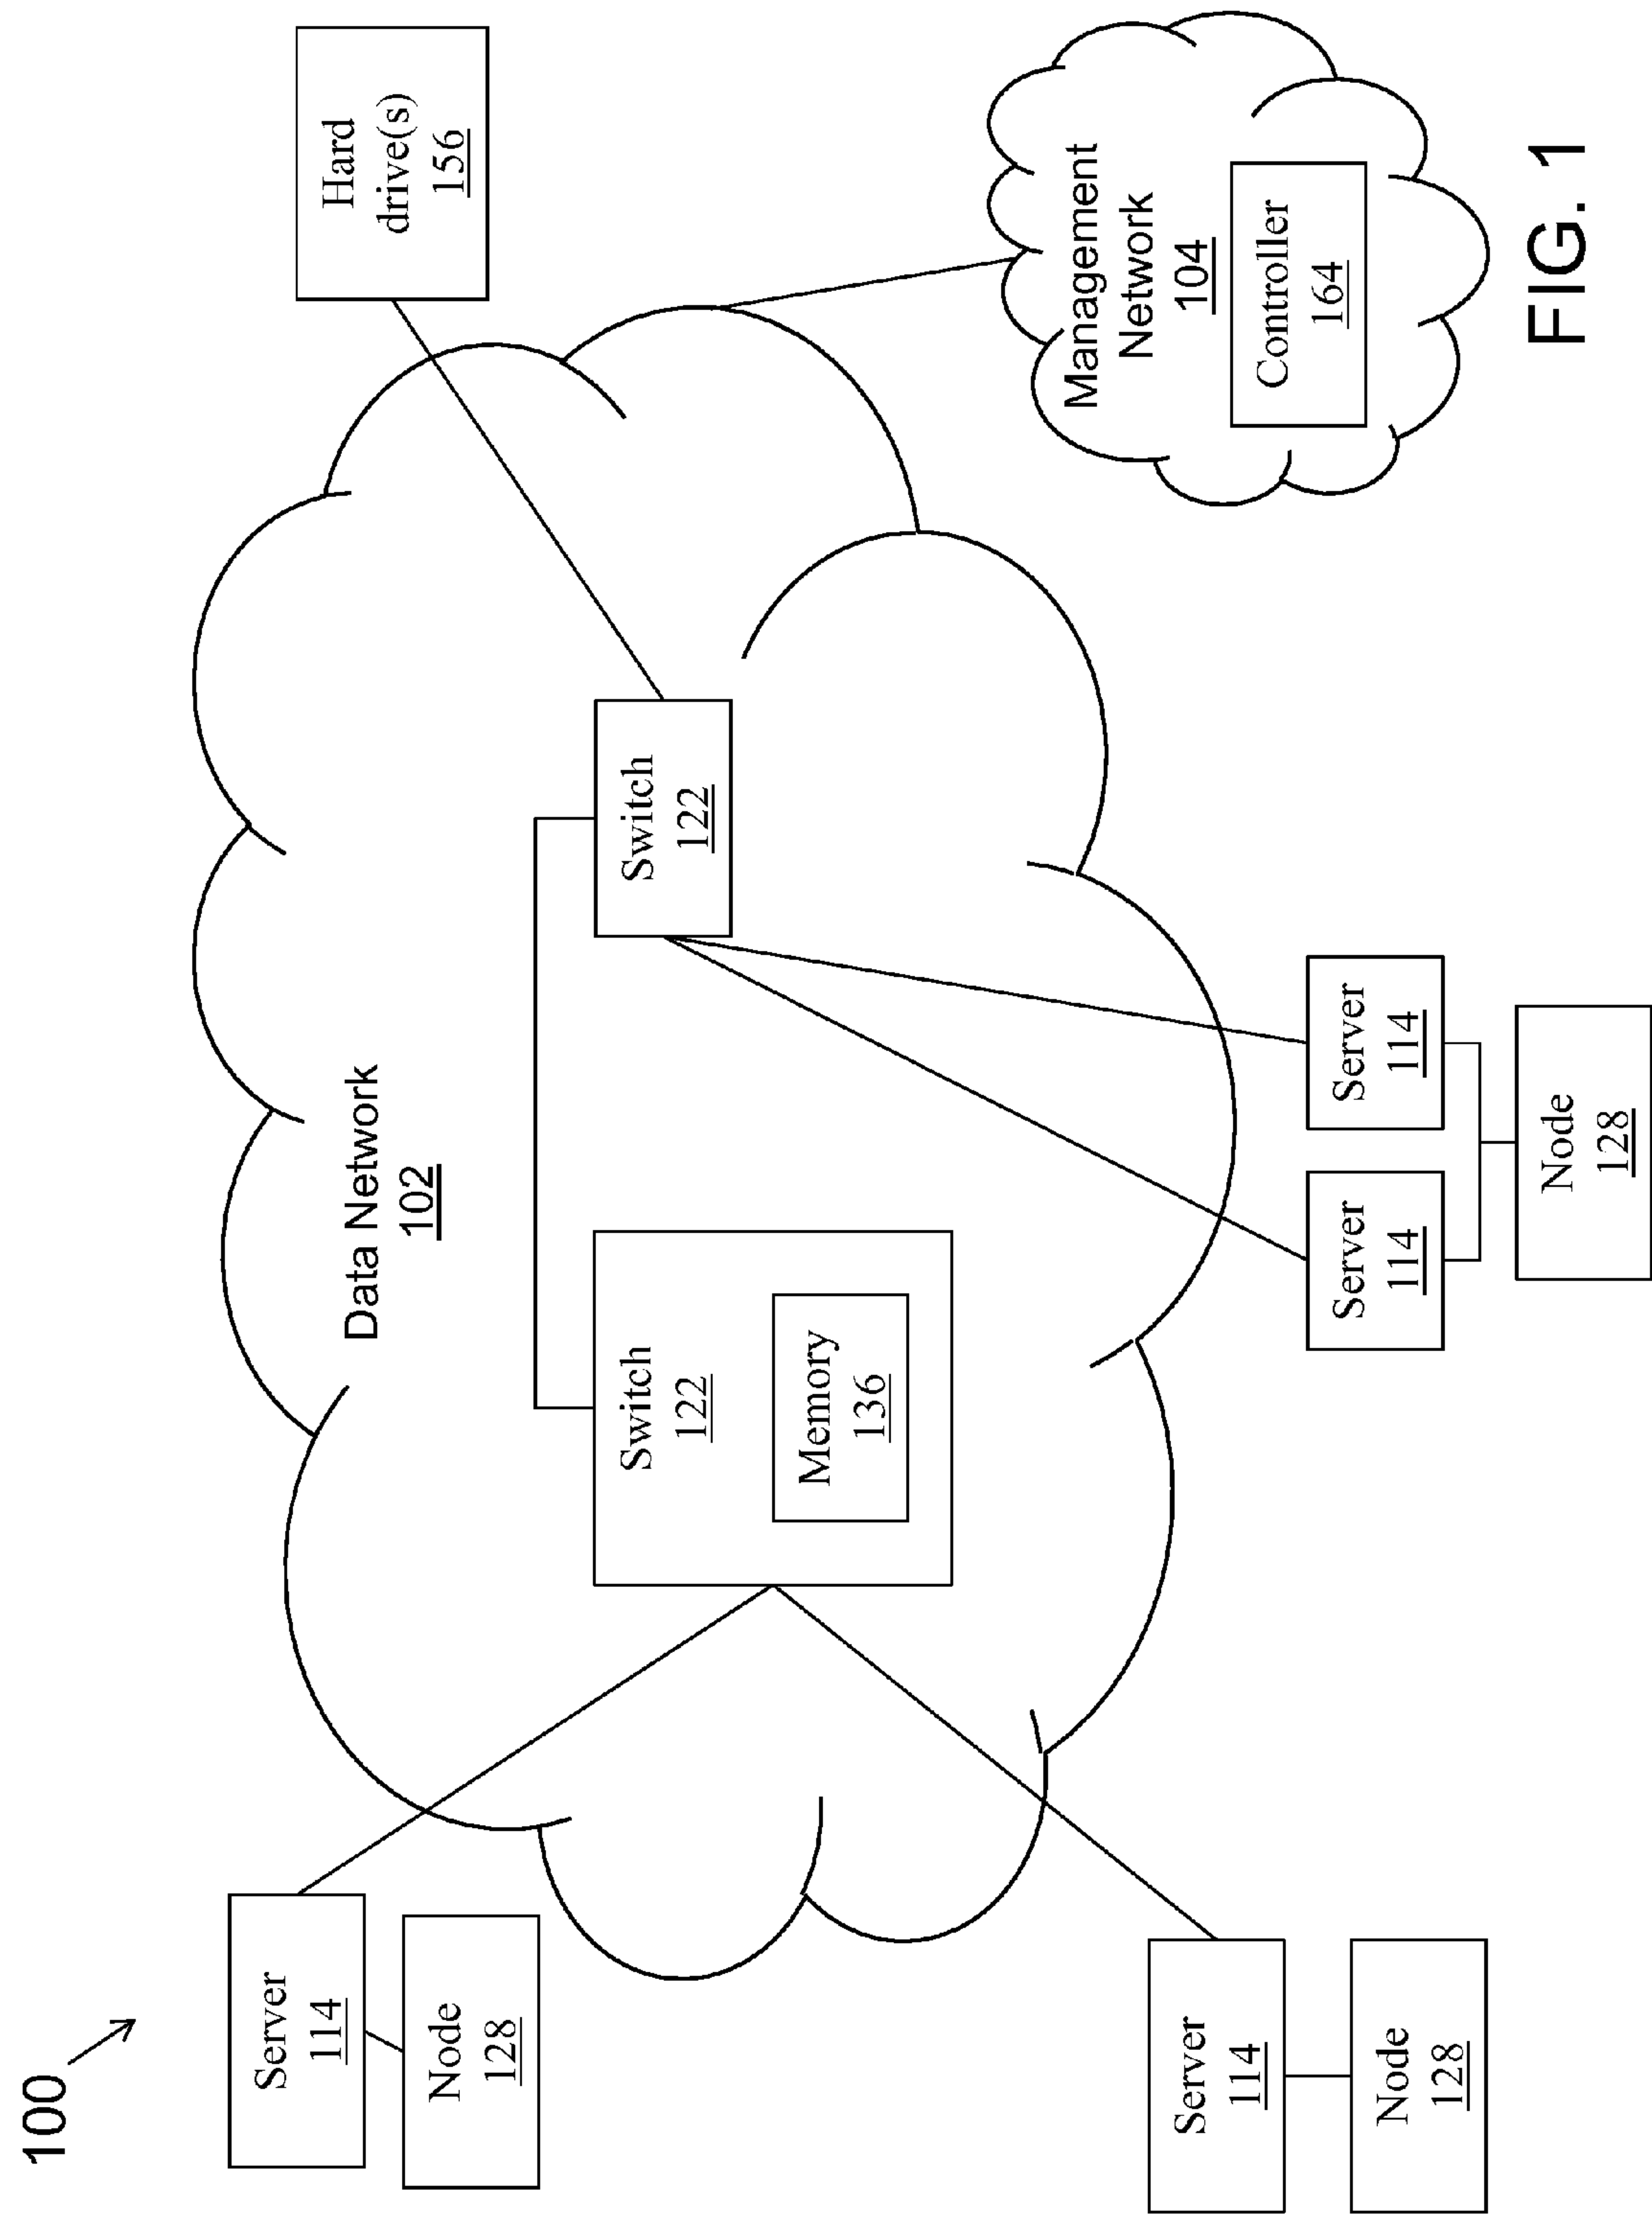 100
Server
114
Node
128
Data Network
102
Hard
drive(s)
156
Switch
122
Memory
136
Switch
122
Management
Network
104
Controller
164
Server
114
Node
128
Server
114
Server
114
Node
128
FIG. 1